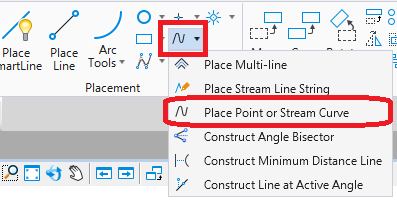 Place
martLine
Place
Line
Arc
Tools
Placement
Place Multi-line
Place Stream Line String
Place Point or Stream Curve
Construct Angle Bisector
Construct Minimum Distance Line
Construct Line at Active Angle